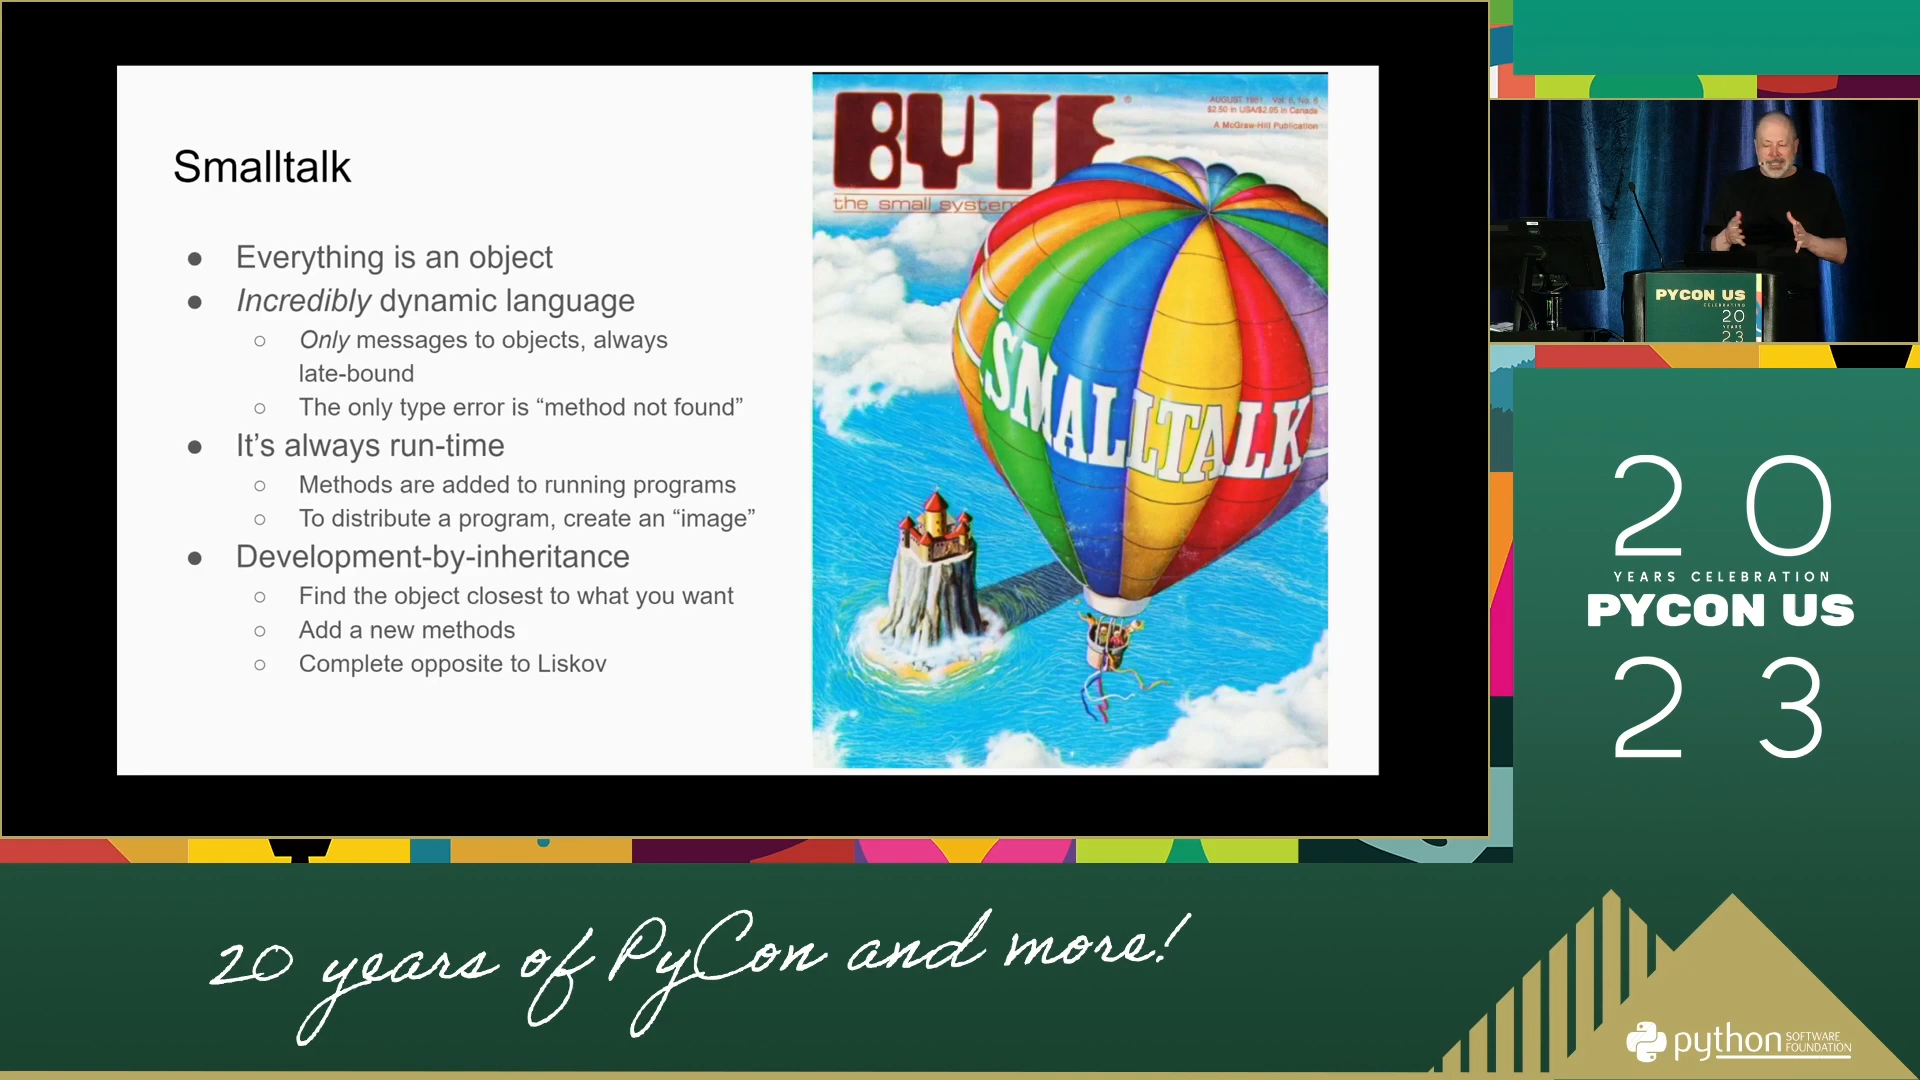 Smalltalk
● Everything is an object
● Incredibly dynamic language
○ Only messages to objects, always
late-bound
○ The only type error is “method not found”
● It’s always run-time
○ Methods are added to running programs
○ To distribute a program, create an “image”
● Development-by-inheritance
○ Find the object closest to what you want
○ Add a new methods
○ Complete opposite to Liskov
BYTE
AUGUST 1981 Vol. 6, No. 8
$2.50 in USA/$2.95 in Canada
A McGraw-Hill Publication
the small system
SMALLTALK
PYCON US
CELEBRATING
20
YEARS
23
20
YEARS CELEBRATION
PYCON US
23
20 years of PyCon and more!
python SOFTWARE
FOUNDATION